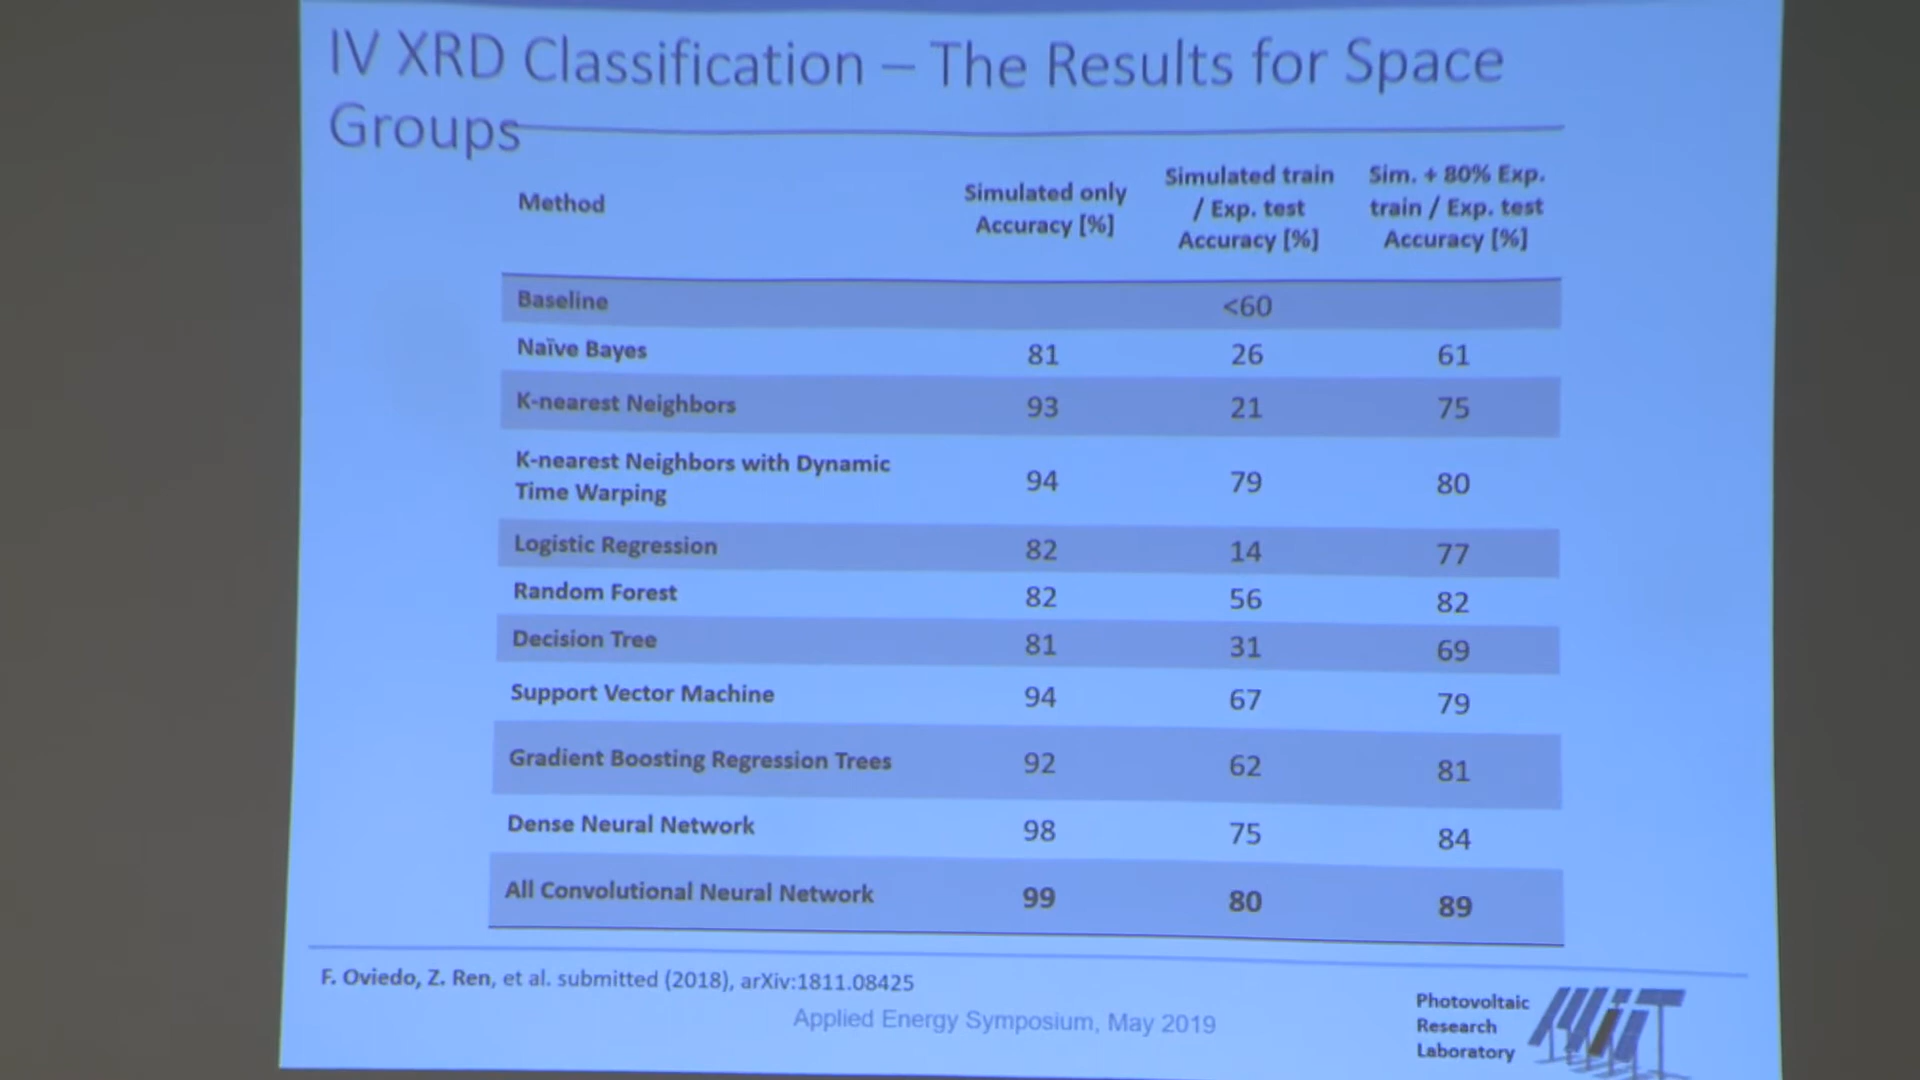 IV XRD Classification – The Results for Space
Groups
Method
Simulated only
Accuracy [%]
Simulated train
/ Exp. test
Accuracy [%]
Sim. + 80% Exp.
train / Exp. test
Accuracy [%]
Baseline <60
Naïve Bayes 81 26 61
K-nearest Neighbors 93 21 75
K-nearest Neighbors with Dynamic
Time Warping 94 79 80
Logistic Regression 82 14 77
Random Forest 82 56 82
Decision Tree 81 31 69
Support Vector Machine 94 67 79
Gradient Boosting Regression Trees 92 62 81
Dense Neural Network 98 75 84
All Convolutional Neural Network 99 80 89
F. Oviedo, Z. Ren, et al. submitted (2018), arXiv:1811.08425
Applied Energy Symposium, May 2019
Photovoltaic
Research
Laboratory
MIT